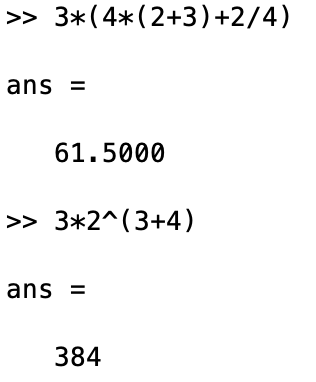 >> 3*(4*(2+3)+2/4)
ans =
61.5000
>> 3*2^(3+4)
ans =
384